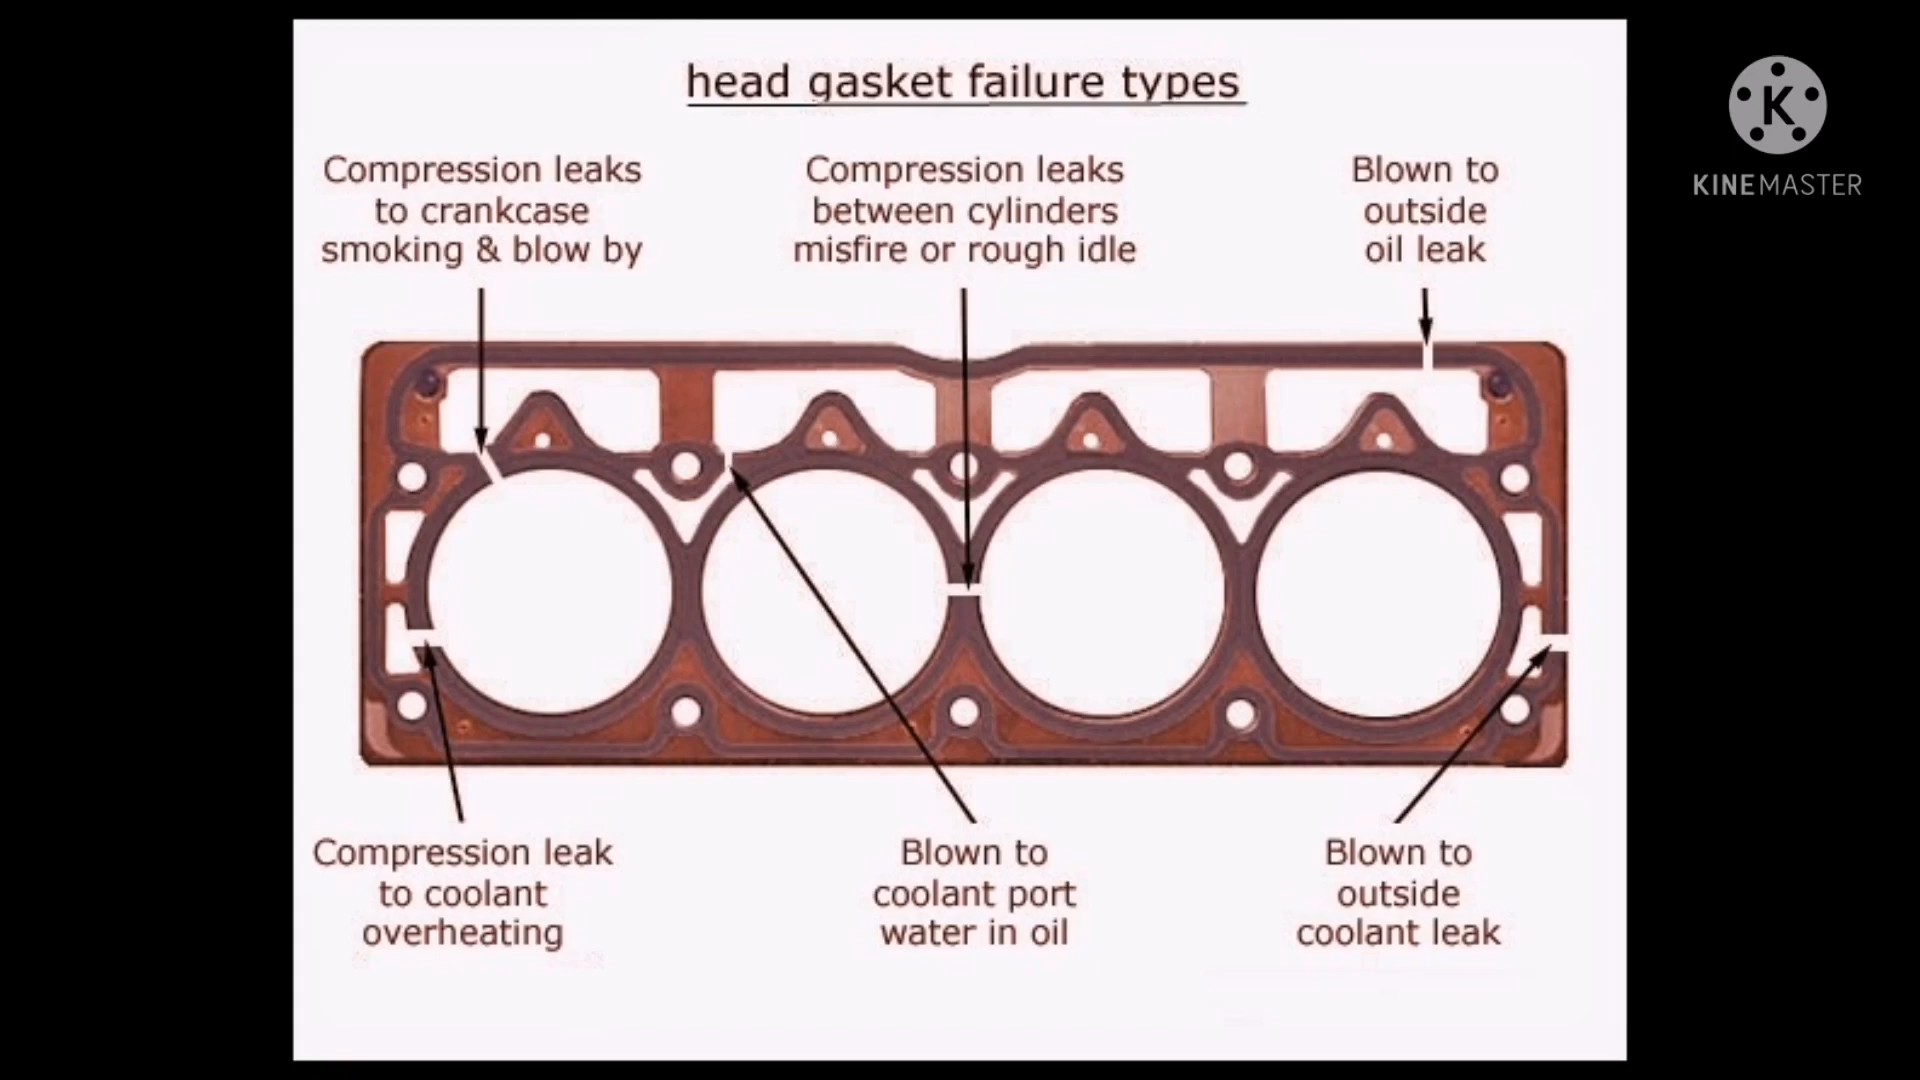 head gasket failure types
Compression leaks
to crankcase
smoking & blow by
Compression leaks
between cylinders
misfire or rough idle
Blown to
outside
oil leak
Compression leak
to coolant
overheating
Blown to
coolant port
water in oil
Blown to
outside
coolant leak
K
KINEMASTER